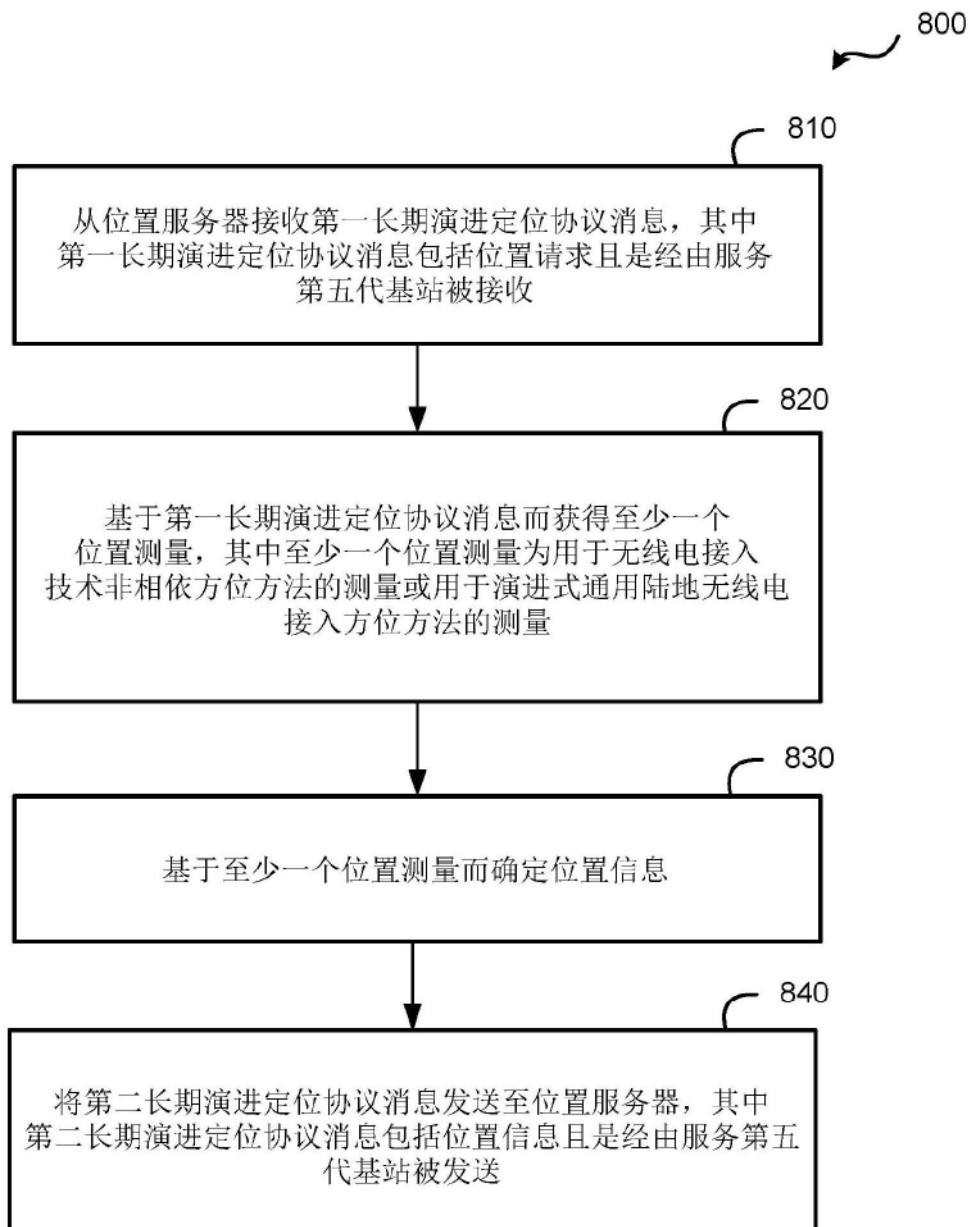 800
810
从位置服务器接收第一长期演进定位协议消息，其中
第一长期演进定位协议消息包括位置请求且是经由服务
第五代基站被接收
820
基于第一长期演进定位协议消息而获得至少一个
位置测量，其中至少一个位置测量为用于无线电接入
技术非相依方位方法的测量或用于演进式通用陆地无线电
接入方位方法的测量
830
基于至少一个位置测量而确定位置信息
840
将第二长期演进定位协议消息发送至位置服务器，其中
第二长期演进定位协议消息包括位置信息且是经由服务第五
代基站被发送